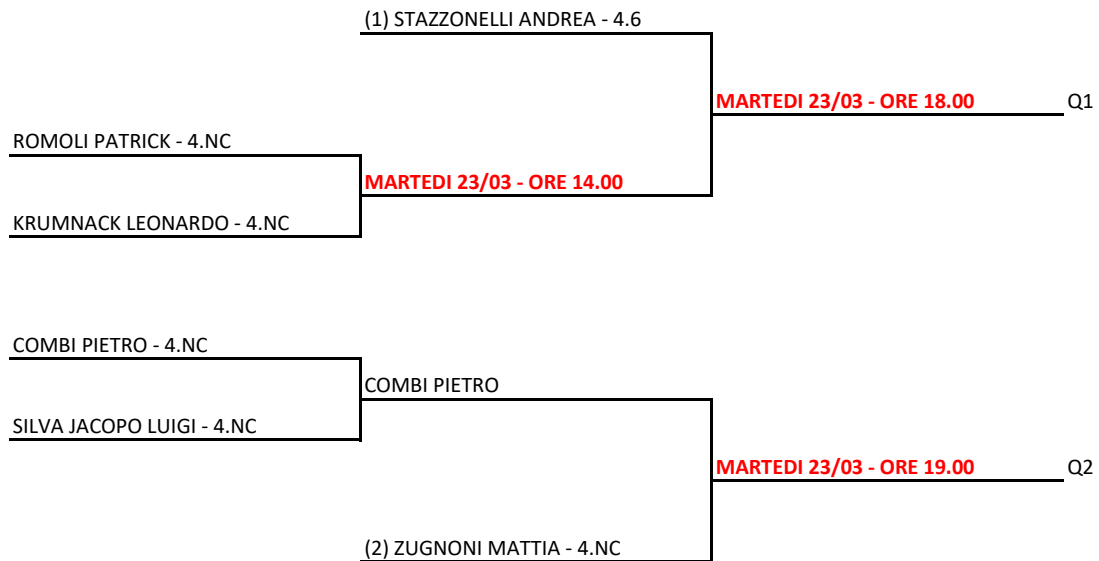 (1) STAZZONELLI ANDREA - 4.6
MARTEDI 23/03 - ORE 18.00 Q1
ROMOLI PATRICK - 4.NC
MARTEDI 23/03 - ORE 14.00
KRUMNACK LEONARDO - 4.NC
COMBI PIETRO - 4.NC
COMBI PIETRO
SILVA JACOPO LUIGI - 4.NC
MARTEDI 23/03 - ORE 19.00 Q2
(2) ZUGNONI MATTIA - 4.NC